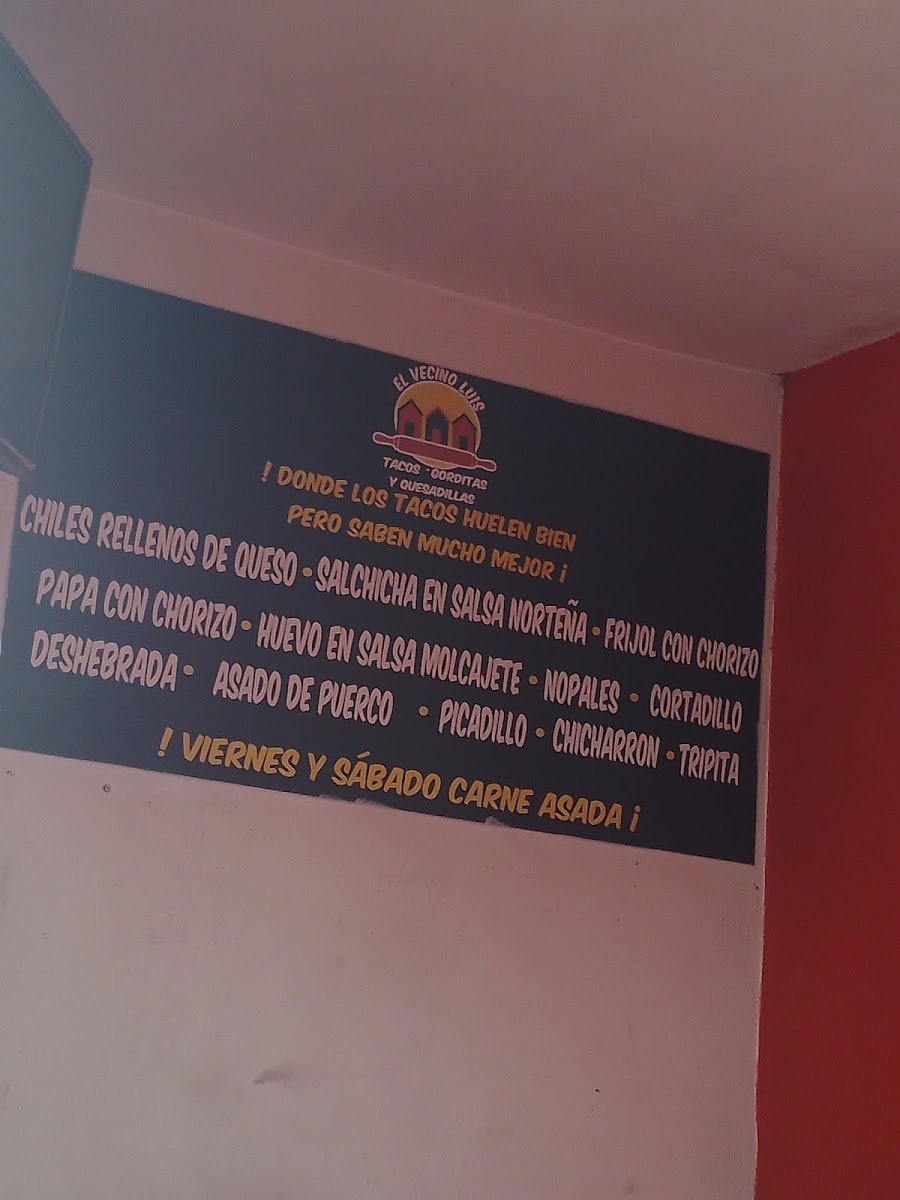 EL VECINO LUIS
TACOS · GORDITAS
Y QUESADILLAS
! DONDE LOS TACOS HUELEN BIEN
PERO SABEN MUCHO MEJOR ¡
CHILES RELLENOS DE QUESO • SALCHICHA EN SALSA NORTEÑA • FRIJOL CON CHORIZO
PAPA CON CHORIZO • HUEVO EN SALSA MOLCAJETE • NOPALES • CORTADILLO
DESHEBRADA • ASADO DE PUERCO • PICADILLO • CHICHARRON • TRIPITA
! VIERNES Y SÁBADO CARNE ASADA ¡